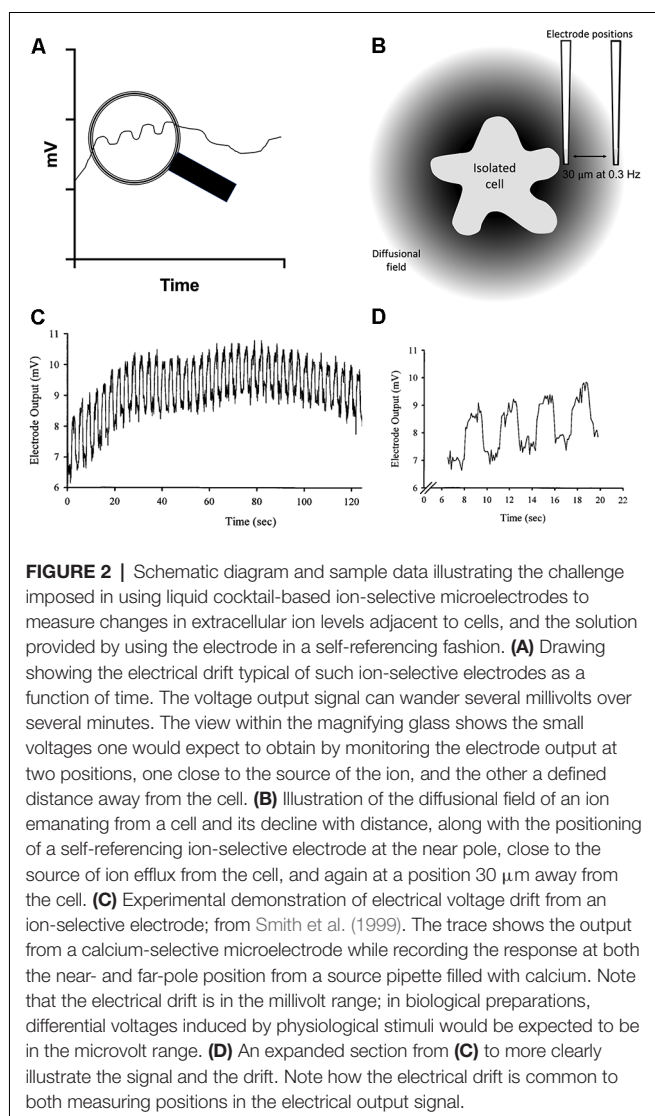 A
mV
Time
B
Electrode positions
Isolated
cell
30 μm at 0.3 Hz
Diffusional
field
C
Electrode Output (mV)
11
10
9
8
7
6
0 20 40 60 80 100 120
Time (sec)
D
Electrode Output (mV)
11
10
9
8
7
6
0 6 8 10 12 14 16 18 20 22
Time (sec)
FIGURE 2 | Schematic diagram and sample data illustrating the challenge
imposed in using liquid cocktail-based ion-selective microelectrodes to
measure changes in extracellular ion levels adjacent to cells, and the solution
provided by using the electrode in a self-referencing fashion. (A) Drawing
showing the electrical drift typical of such ion-selective electrodes as a
function of time. The voltage output signal can wander several millivolts over
several minutes. The view within the magnifying glass shows the small
voltages one would expect to obtain by monitoring the electrode output at
two positions, one close to the source of the ion, and the other a defined
distance away from the cell. (B) Illustration of the diffusional field of an ion
emanating from a cell and its decline with distance, along with the positioning
of a self-referencing ion-selective electrode at the near pole, close to the
source of ion efflux from the cell, and again at a position 30 μm away from
the cell. (C) Experimental demonstration of electrical voltage drift from an
ion-selective electrode; from Smith et al. (1999). The trace shows the output
from a calcium-selective microelectrode while recording the response at both
the near- and far-pole position from a source pipette filled with calcium. Note
that the electrical drift is in the millivolt range; in biological preparations,
differential voltages induced by physiological stimuli would be expected to be
in the microvolt range. (D) An expanded section from (C) to more clearly
illustrate the signal and the drift. Note how the electrical drift is common to
both measuring positions in the electrical output signal.